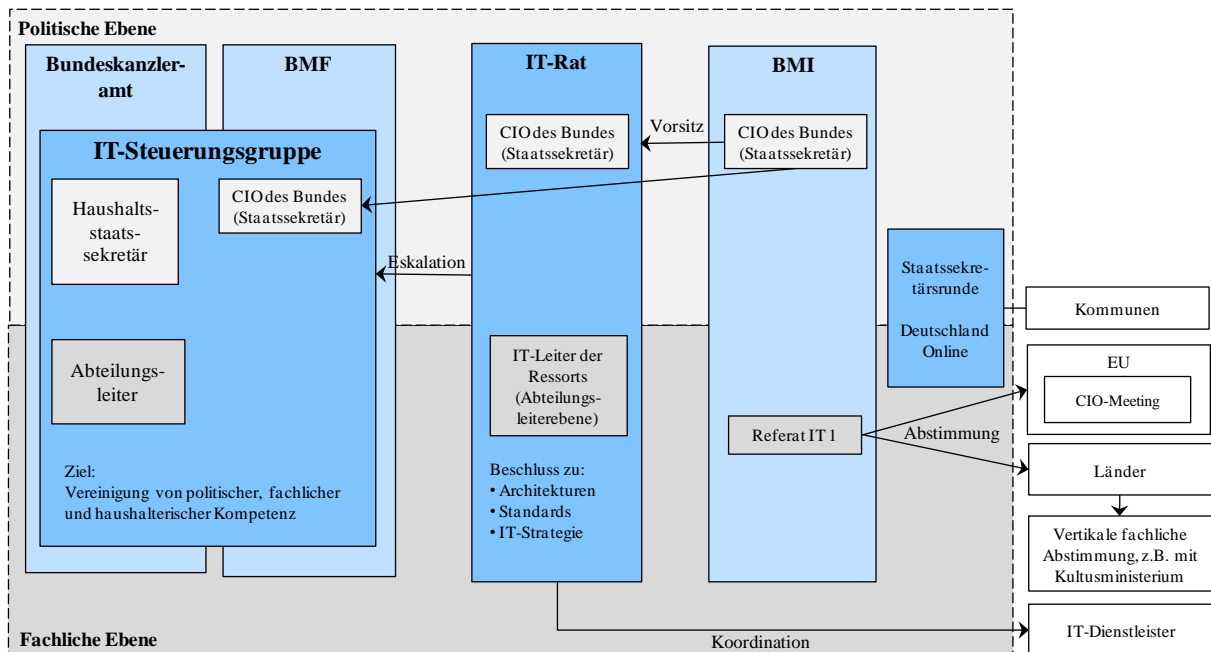 Politische Ebene
Bundeskanzler-
amt
BMF
IT-Rat
BMI
IT-Steuerungsgruppe
Haushalts-
staats-
sekretär
CIO des Bundes
(Staatssekretär)
CIO des Bundes
(Staatssekretär)
Vorsitz
CIO des Bundes
(Staatssekretär)
Eskalation
Staatssekre-
tärsrunde
Deutschland
Online
Kommunen
Abteilungs-
leiter
IT-Leiter der
Ressorts
(Abteilungs-
leiterebene)
Referat IT 1
Abstimmung
EU
CIO-Meeting
Länder
Ziel:
Vereinigung von politischer, fachlicher
und haushalterischer Kompetenz
Beschluss zu:
• Architekturen
• Standards
• IT-Strategie
Vertikale fachliche
Abstimmung, z.B. mit
Kultusministerium
Fachliche Ebene
Koordination
IT-Dienstleister